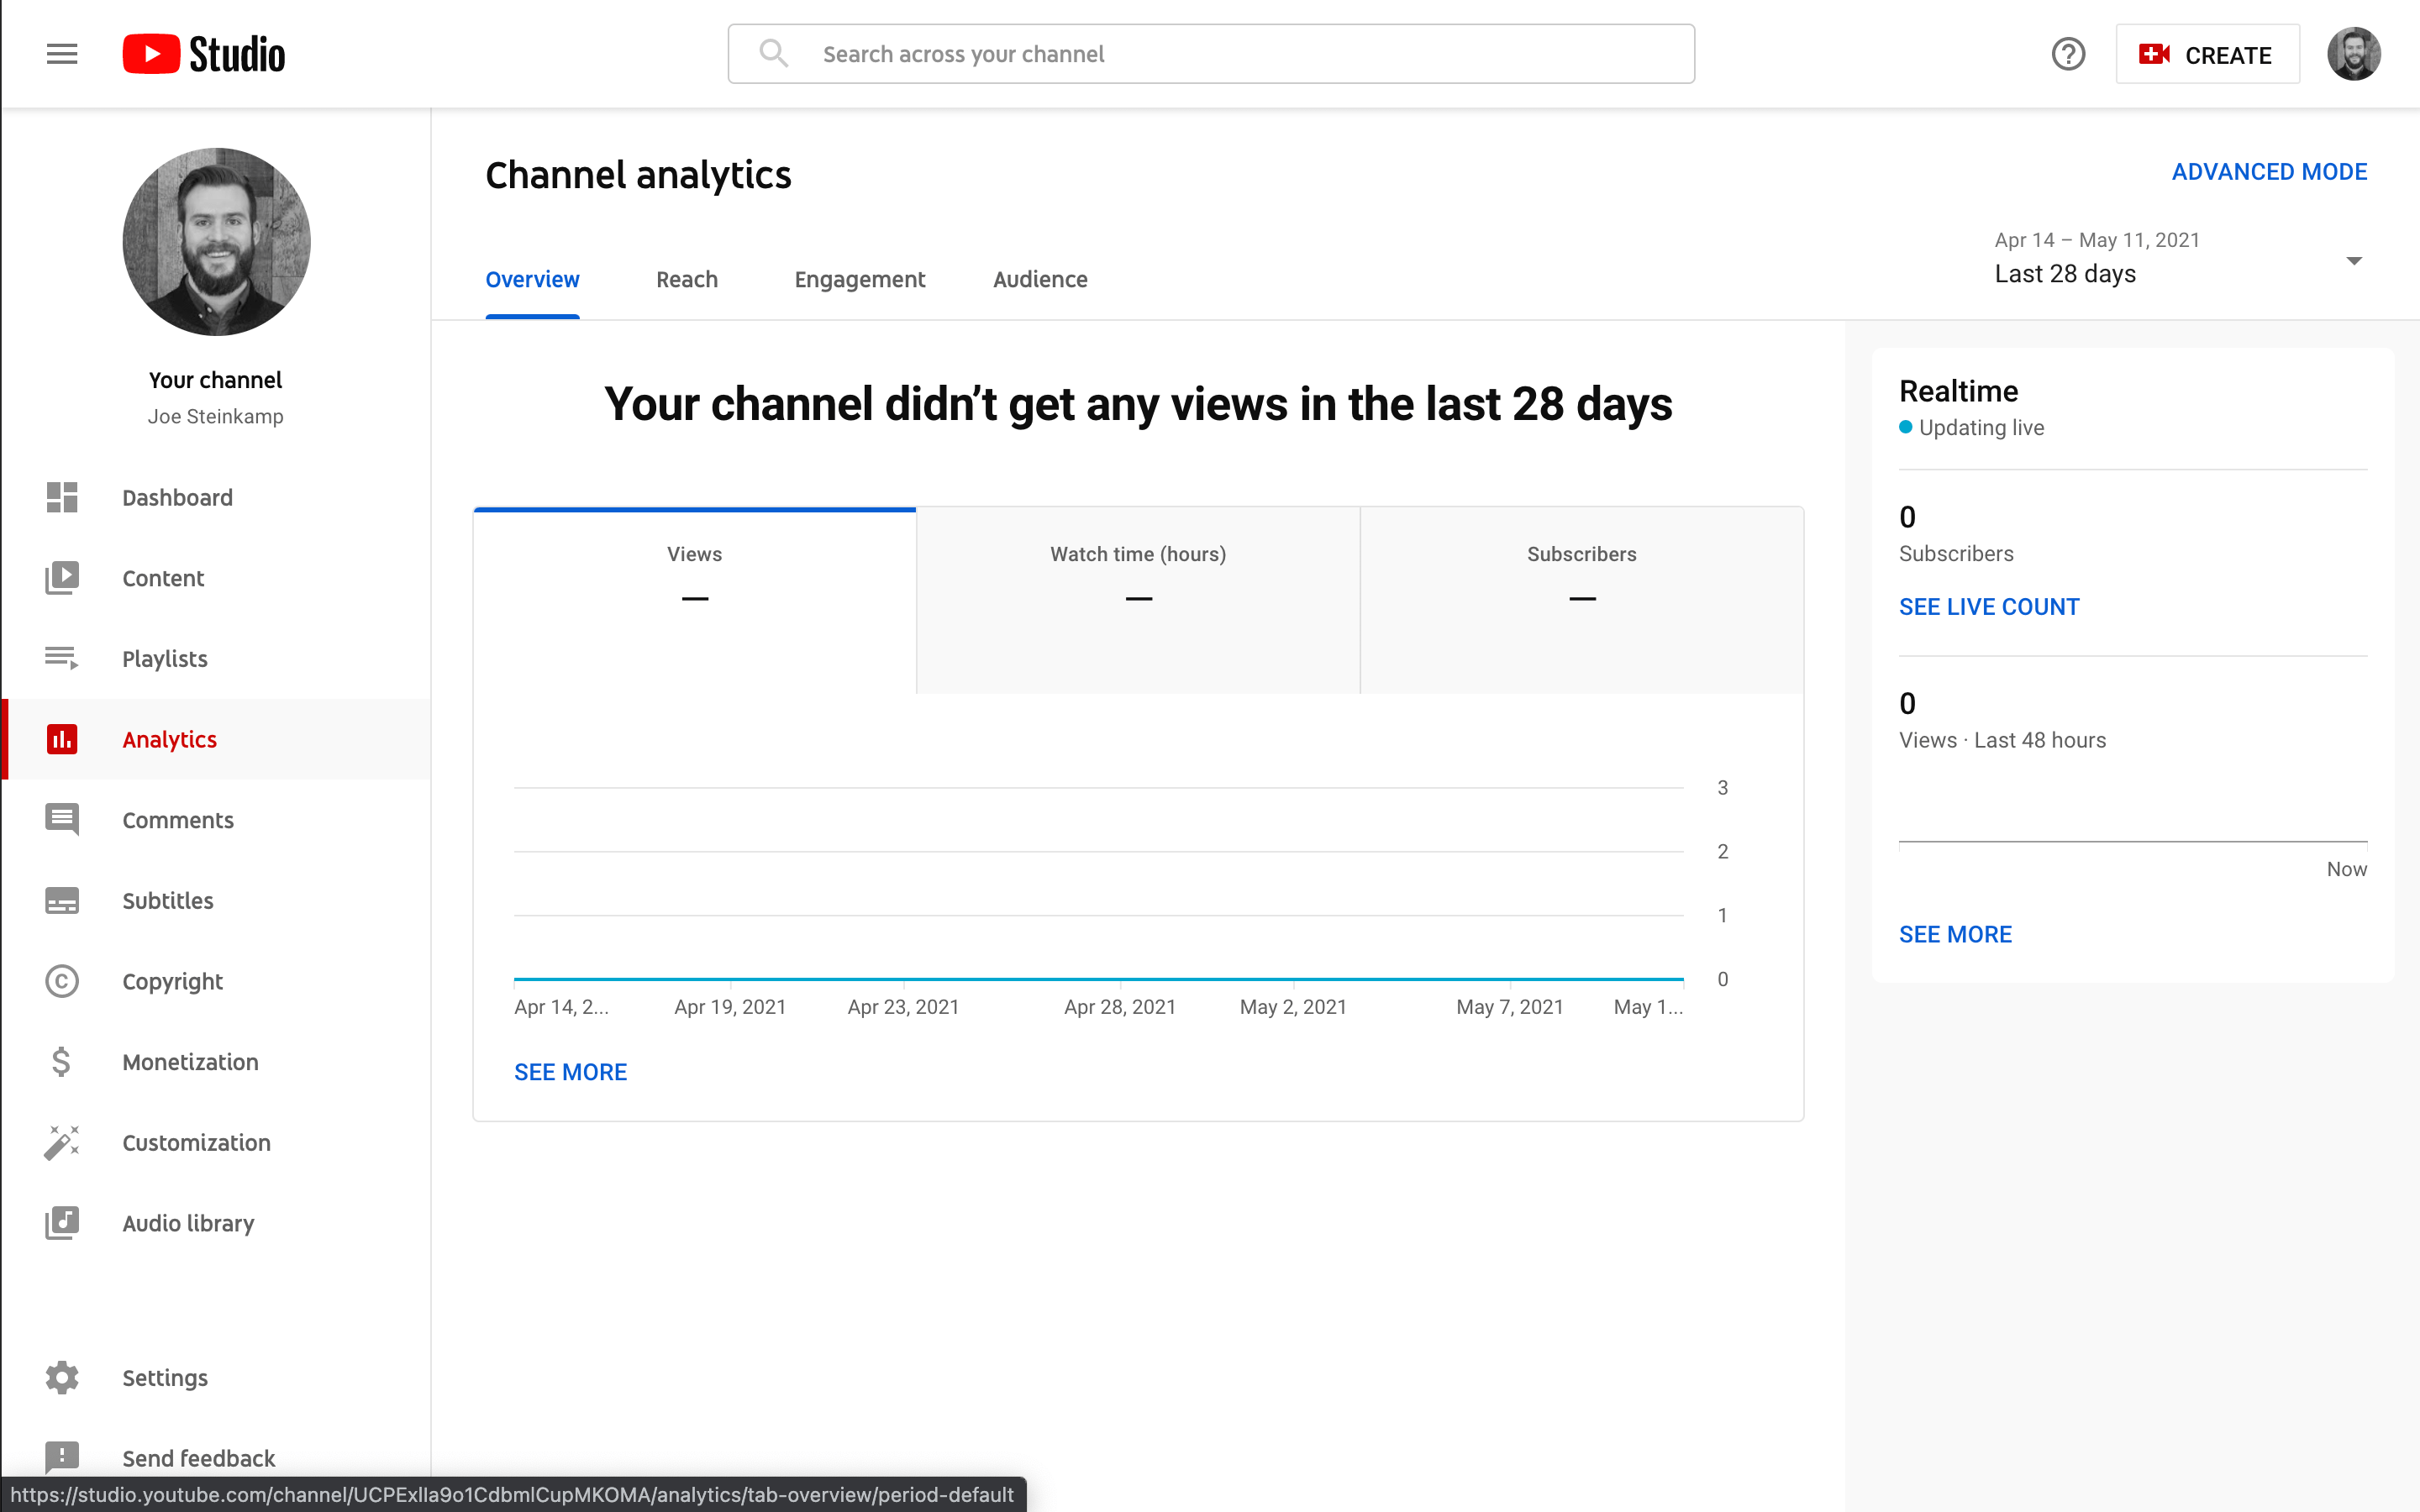 Studio
Search across your channel
CREATE
Your channel
Joe Steinkamp
Dashboard
Content
Playlists
Analytics
Comments
Subtitles
Copyright
Monetization
Customization
Audio library
Settings
Send feedback
Channel analytics
ADVANCED MODE
Overview
Reach
Engagement
Audience
Apr 14 – May 11, 2021
Last 28 days
Your channel didn’t get any views in the last 28 days
Views
—
Watch time (hours)
—
Subscribers
—
3
2
1
0
Apr 14, 2...
Apr 19, 2021
Apr 23, 2021
Apr 28, 2021
May 2, 2021
May 7, 2021
May 1...
SEE MORE
Realtime
Updating live
0
Subscribers
SEE LIVE COUNT
0
Views · Last 48 hours
Now
SEE MORE
https://studio.youtube.com/channel/UCPExlIa9o1CdbmlCupMKOMA/analytics/tab-overview/period-default